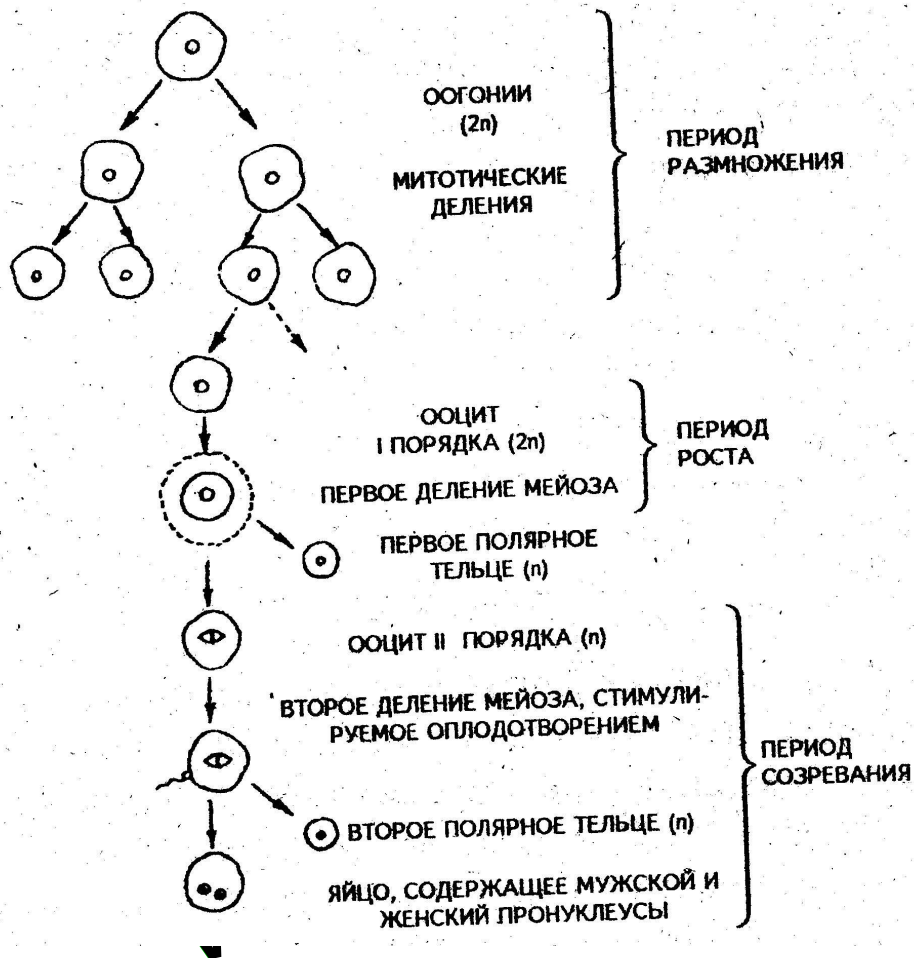 ООГОНИИ
(2n)
МИТОТИЧЕСКИЕ
ДЕЛЕНИЯ
ПЕРИОД
РАЗМНОЖЕНИЯ
ООЦИТ
I ПОРЯДКА (2n)
ПЕРВОЕ ДЕЛЕНИЕ МЕЙОЗА
ПЕРИОД
РОСТА
ПЕРВОЕ ПОЛЯРНОЕ
ТЕЛЬЦЕ (n)
ООЦИТ II ПОРЯДКА (n)
ВТОРОЕ ДЕЛЕНИЕ МЕЙОЗА, СТИМУЛИ-
РУЕМОЕ ОПЛОДОТВОРЕНИЕМ
ПЕРИОД
СОЗРЕВАНИЯ
ВТОРОЕ ПОЛЯРНОЕ ТЕЛЬЦЕ (n)
ЯЙЦО, СОДЕРЖАЩЕЕ МУЖСКОЙ И
ЖЕНСКИЙ ПРОНУКЛЕУСЫ